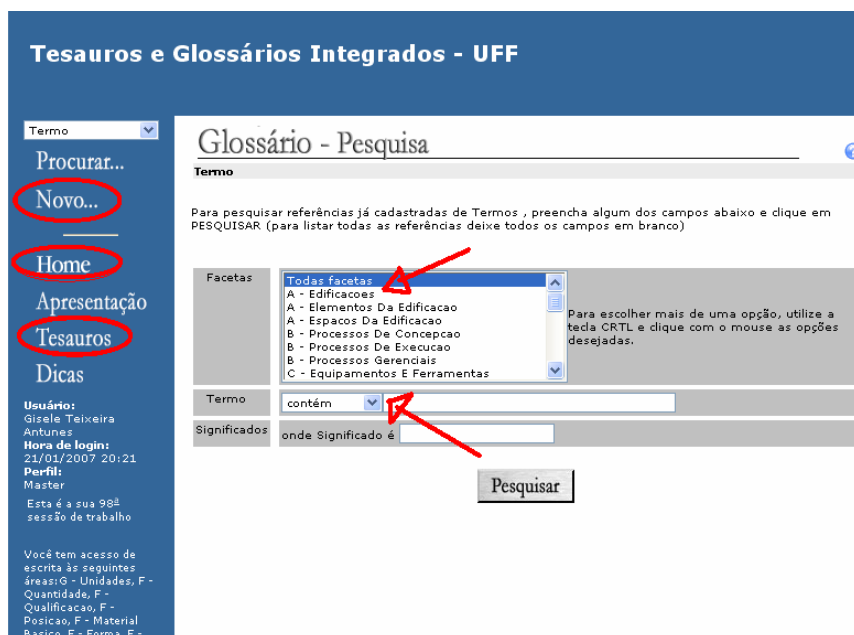 Tesauros e Glossários Integrados - UFF
Termo
Procurar...
Novo...
Home
Apresentação
Tesauros
Dicas
Usuário:
Gisele Teixeira
Antunes
Hora de login:
21/01/2007 20:21
Perfil:
Master
Esta é a sua 98ª
sessão de trabalho
Você tem acesso de
escrita às seguintes
áreas:G - Unidades, F -
Quantidade, F -
Qualificacao, F -
Posicao, F - Material
Basico, F - Forma, F -
Glossário - Pesquisa
Termo
Para pesquisar referências já cadastradas de Termos , preencha algum dos campos abaixo e clique em
PESQUISAR (para listar todas as referências deixe todos os campos em branco)
Facetas
Todas facetas
A - Edificacoes
A - Elementos Da Edificacao
A - Espacos Da Edificacao
B - Processos De Concepcao
B - Processos De Execucao
B - Processos Gerenciais
C - Equipamentos E Ferramentas
Para escolher mais de uma opção, utilize a
tecla CRTL e clique com o mouse as opções
desejadas.
Termo
contém
Significados
onde Significado é
Pesquisar